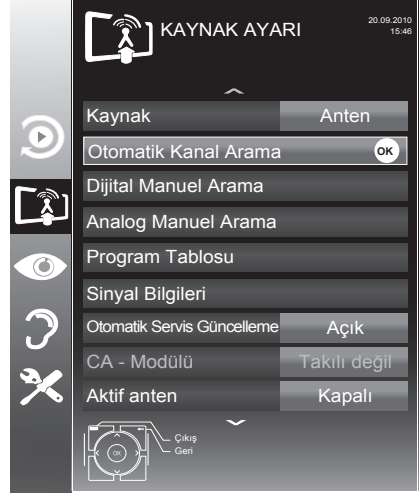 KAYNAK AYARI
20.09.2010
15:46
Kaynak Anten
Otomatik Kanal Arama OK
Dijital Manuel Arama
Analog Manuel Arama
Program Tablosu
Sinyal Bilgileri
Otomatik Servis Güncelleme Açık
CA - Modülü Takılı değil
Aktif anten Kapalı
Çıkış
OK Geri